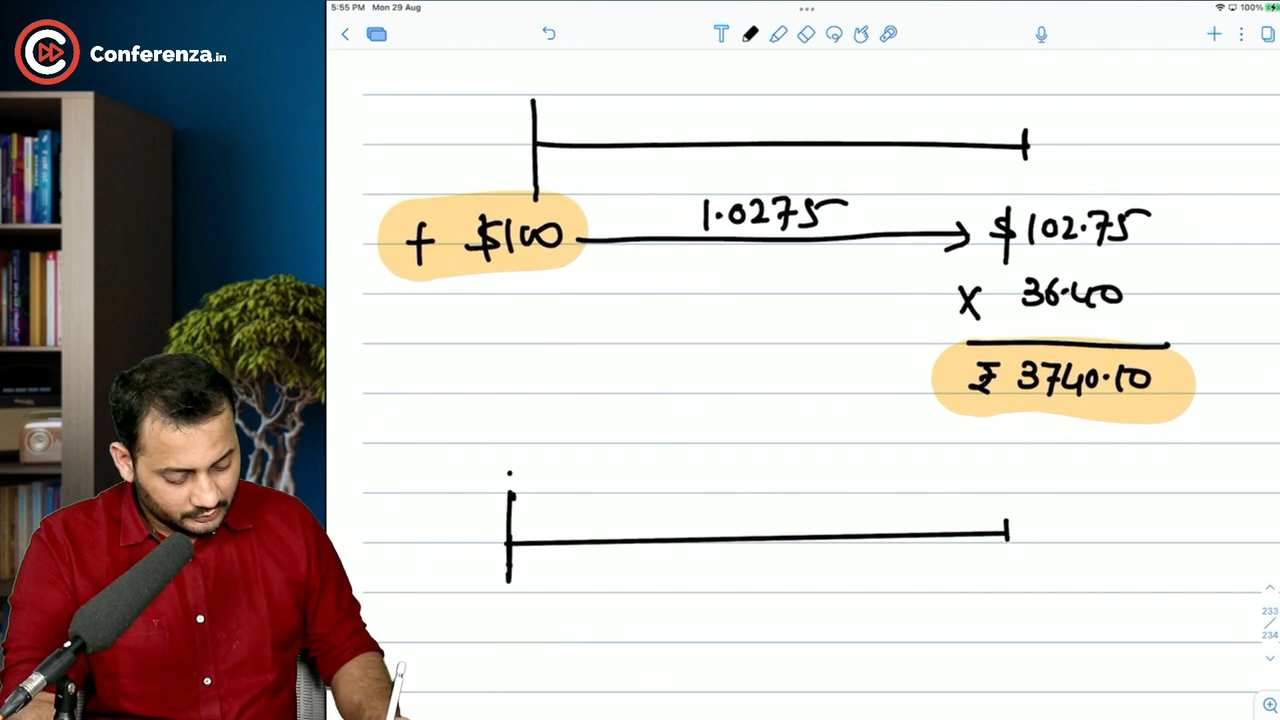 5:55 PM Mon 29 Aug
100%
Conferenza.in
T
1.0275
+ $100
$102.75
X 36.40
₹ 3740.10
233
234